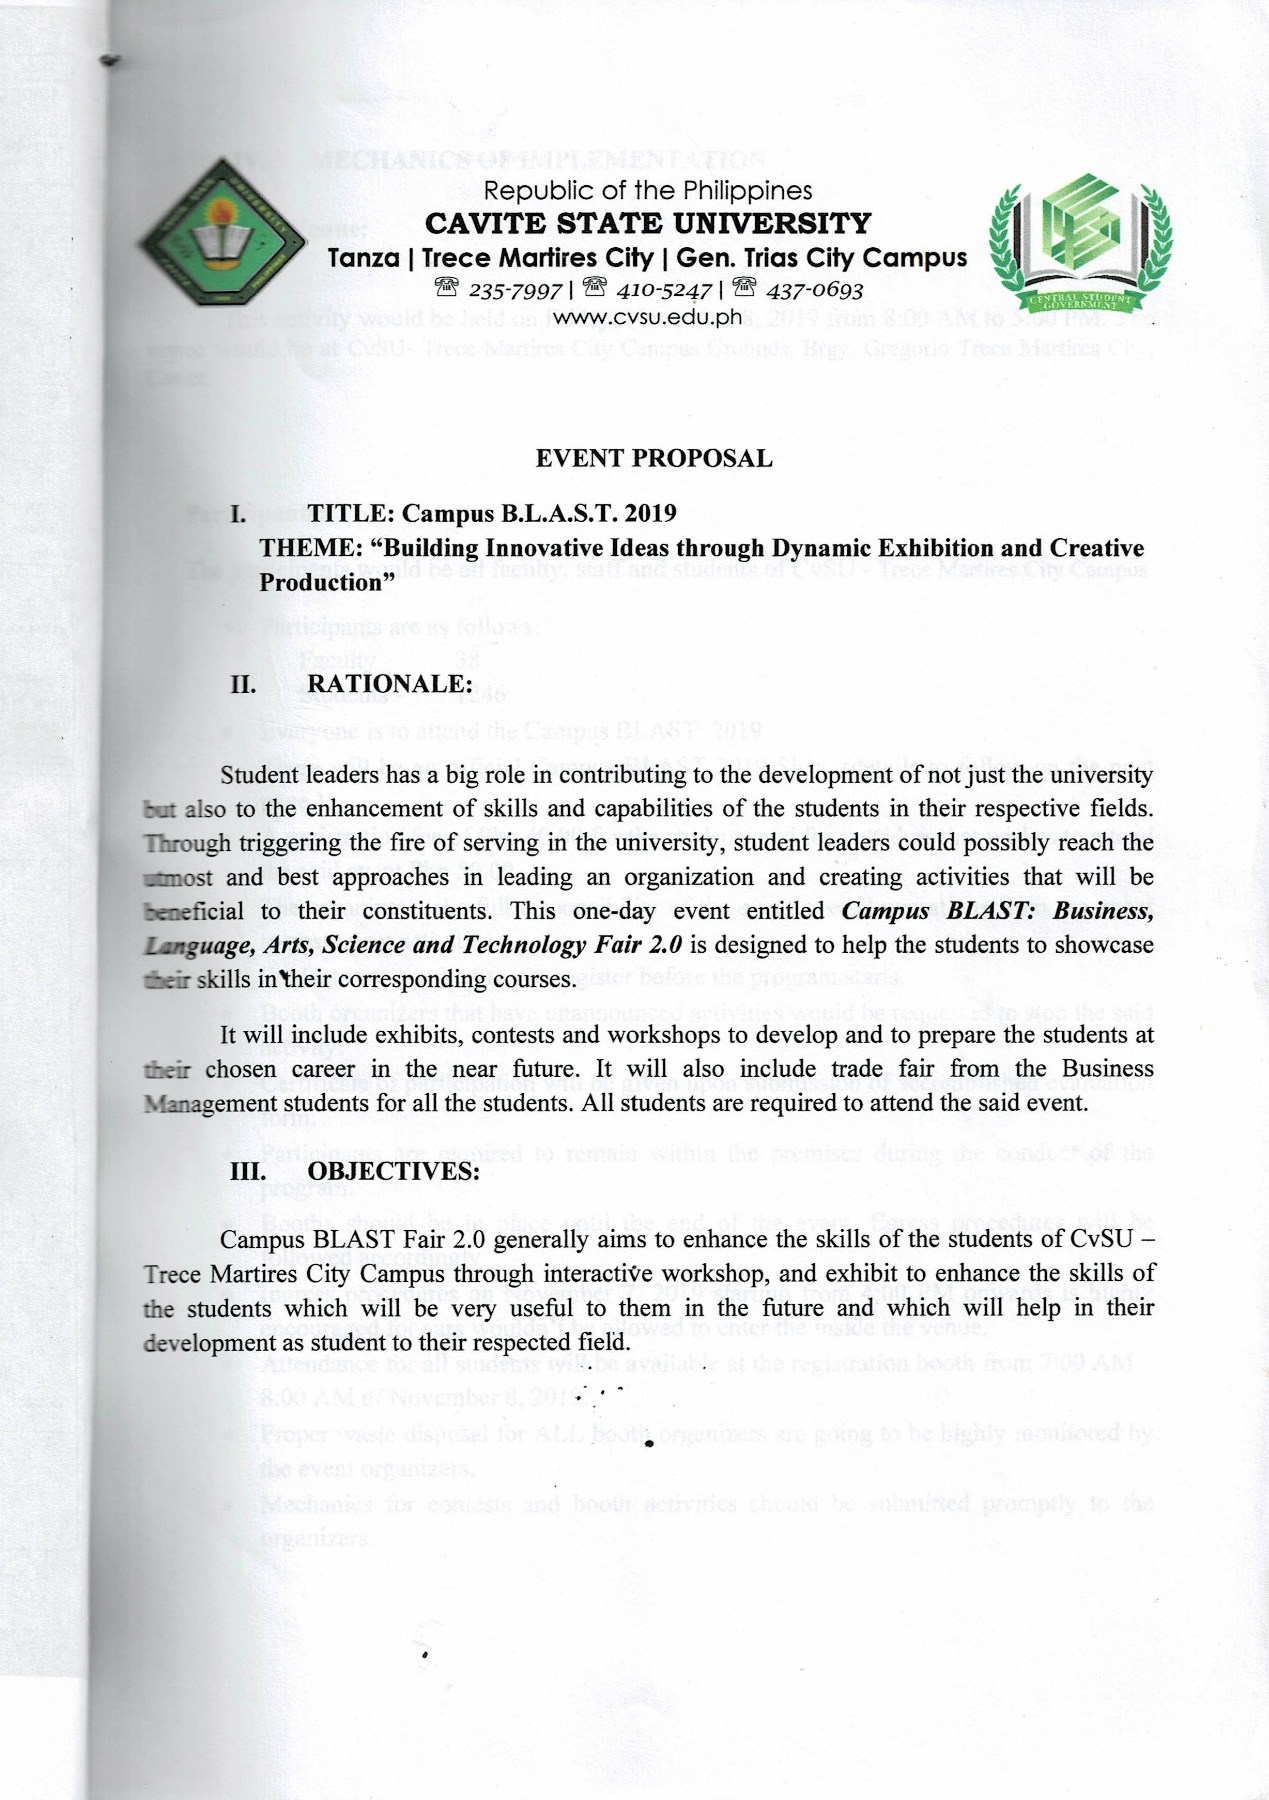 Republic of the Philippines
CAVITE STATE UNIVERSITY
Tanza | Trece Martires City | Gen. Trias City Campus
☏ 235-7997 | ☏ 410-5247 | ☏ 437-0693
www.cvsu.edu.ph
CENTRAL STUDENT
GOVERNMENT
EVENT PROPOSAL
I. TITLE: Campus B.L.A.S.T. 2019
THEME: “Building Innovative Ideas through Dynamic Exhibition and Creative
Production”
II. RATIONALE:
Student leaders has a big role in contributing to the development of not just the university
but also to the enhancement of skills and capabilities of the students in their respective fields.
Through triggering the fire of serving in the university, student leaders could possibly reach the
utmost and best approaches in leading an organization and creating activities that will be
beneficial to their constituents. This one-day event entitled Campus BLAST: Business,
Language, Arts, Science and Technology Fair 2.0 is designed to help the students to showcase
their skills in their corresponding courses.
It will include exhibits, contests and workshops to develop and to prepare the students at
their chosen career in the near future. It will also include trade fair from the Business
Management students for all the students. All students are required to attend the said event.
III. OBJECTIVES:
Campus BLAST Fair 2.0 generally aims to enhance the skills of the students of CvSU –
Trece Martires City Campus through interactive workshop, and exhibit to enhance the skills of
the students which will be very useful to them in the future and which will help in their
development as student to their respected field.